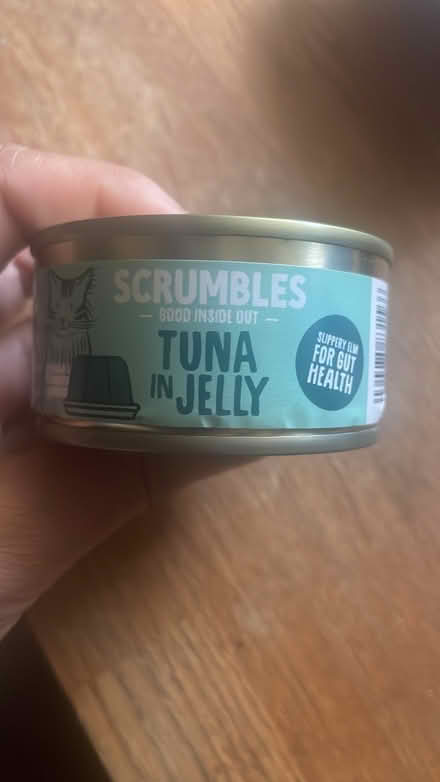 SCRUMBLES
— GOOD INSIDE OUT —
TUNA
IN JELLY
SLIPPERY ELM
FOR GUT
HEALTH